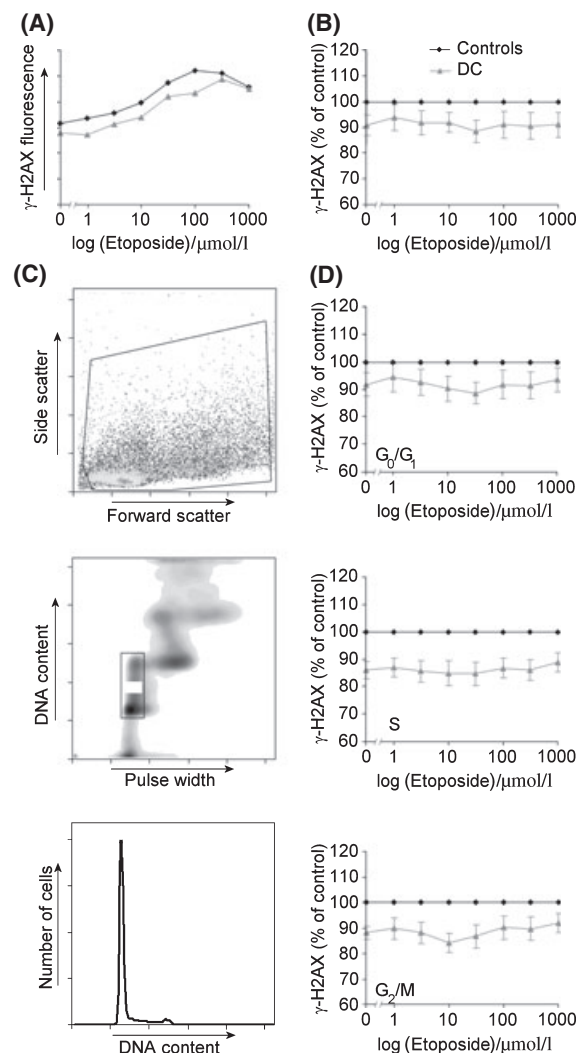 (A)
γ-H2AX fluorescence
0 1 10 100 1000
log (Etoposide)/μmol/l
(B)
Controls
DC
γ-H2AX (% of control)
120
110
100
90
80
70
60
0 1 10 100 1000
log (Etoposide)/μmol/l
(C)
Side scatter
Forward scatter
DNA content
Pulse width
Number of cells
DNA content
(D)
γ-H2AX (% of control)
120
110
100
90
80
70
60
G0/G1
0 1 10 100 1000
log (Etoposide)/μmol/l
γ-H2AX (% of control)
120
110
100
90
80
70
60
S
0 1 10 100 1000
log (Etoposide)/μmol/l
γ-H2AX (% of control)
120
110
100
90
80
70
60
G2/M
0 1 10 100 1000
log (Etoposide)/μmol/l